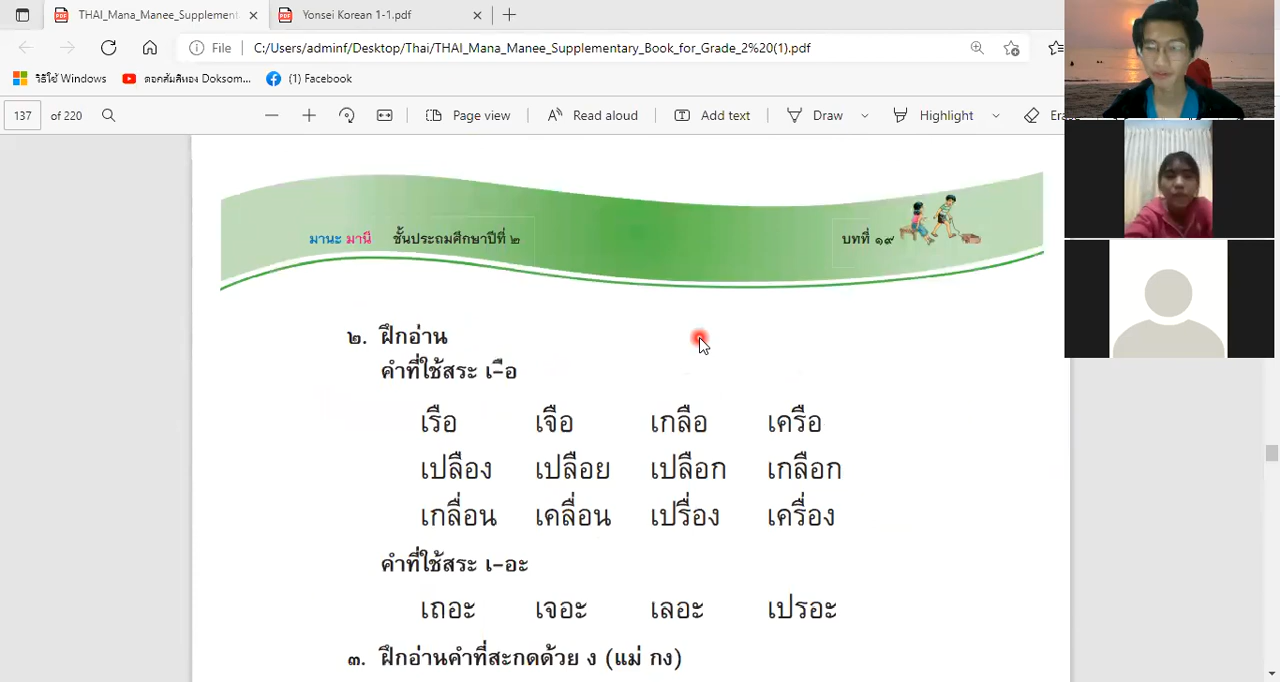 THAI_Mana_Manee_Supplement
Yonsei Korean 1-1.pdf
File
C:/Users/adminf/Desktop/Thai/THAI_Mana_Manee_Supplementary_Book_for_Grade_2%20(1).pdf
วิธีใช้ Windows
ดอกส้มสีทอง Doksom...
(1) Facebook
137 of 220
Page view
Read aloud
Add text
Draw
Highlight
มานะ มานี ชั้นประถมศึกษาปีที่ ๒
บทที่ ๑๙
๒. ฝึกอ่าน
คำที่ใช้สระ เ-ือ
เรือ เจือ เกลือ เครือ
เปลือง เปลือย เปลือก เกลือก
เกลื่อน เคลื่อน เปรื่อง เครื่อง
คำที่ใช้สระ เ-อะ
เถอะ เจอะ เลอะ เปรอะ
๓. ฝึกอ่านคำที่สะกดด้วย ง (แม่ กง)